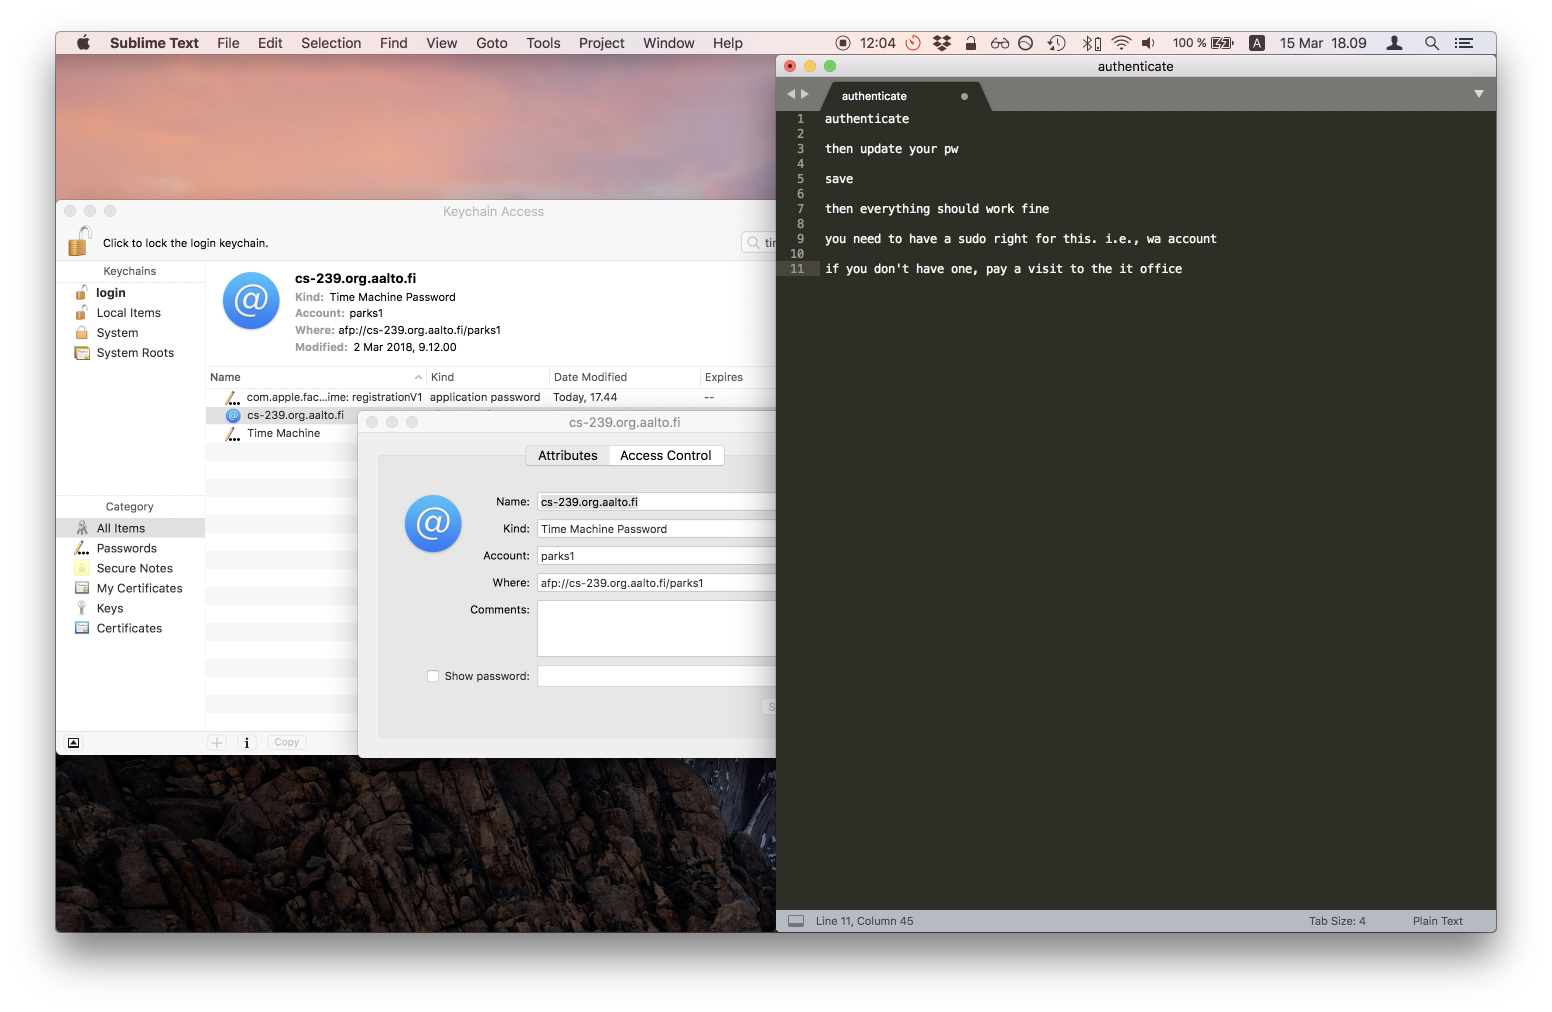 Sublime Text File Edit Selection Find View Goto Tools Project Window Help 12:04 100 % A 15 Mar 18.09
authenticate
authenticate
1 authenticate
2
3 then update your pw
4
5 save
6
7 then everything should work fine
8
9 you need to have a sudo right for this. i.e., wa account
10
11 if you don't have one, pay a visit to the it office
Line 11, Column 45 Tab Size: 4 Plain Text
Keychain Access
Click to lock the login keychain.
Keychains
login
Local Items
System
System Roots
Category
All Items
Passwords
Secure Notes
My Certificates
Keys
Certificates
@
cs-239.org.aalto.fi
Kind: Time Machine Password
Account: parks1
Where: afp://cs-239.org.aalto.fi/parks1
Modified: 2 Mar 2018, 9.12.00
Name Kind Date Modified Expires
com.apple.fac...ime: registrationV1 application password Today, 17.44 --
@ cs-239.org.aalto.fi
Time Machine
Copy
cs-239.org.aalto.fi
Attributes Access Control
@
Name: cs-239.org.aalto.fi
Kind: Time Machine Password
Account: parks1
Where: afp://cs-239.org.aalto.fi/parks1
Comments:
Show password: